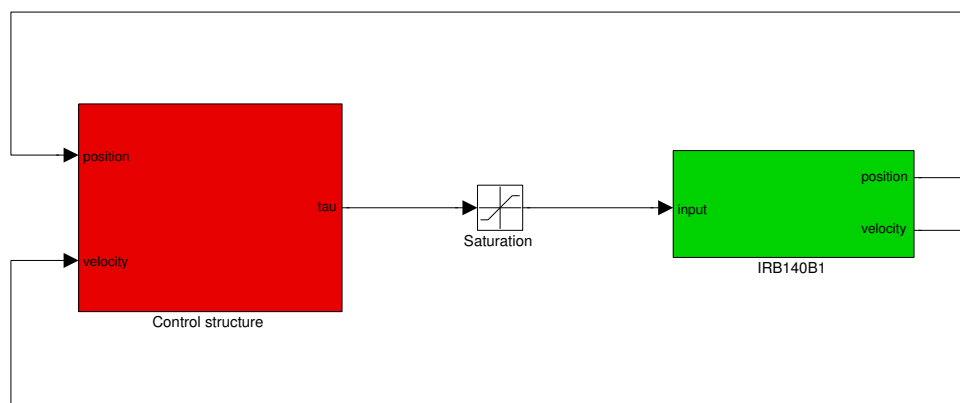 position
velocity
tau
Control structure
Saturation
input
position
velocity
IRB140B1